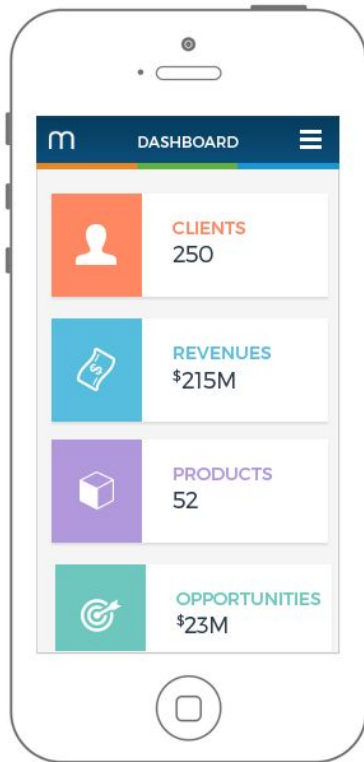 m DASHBOARD
CLIENTS
250
REVENUES
$215M
PRODUCTS
52
OPPORTUNITIES
$23M